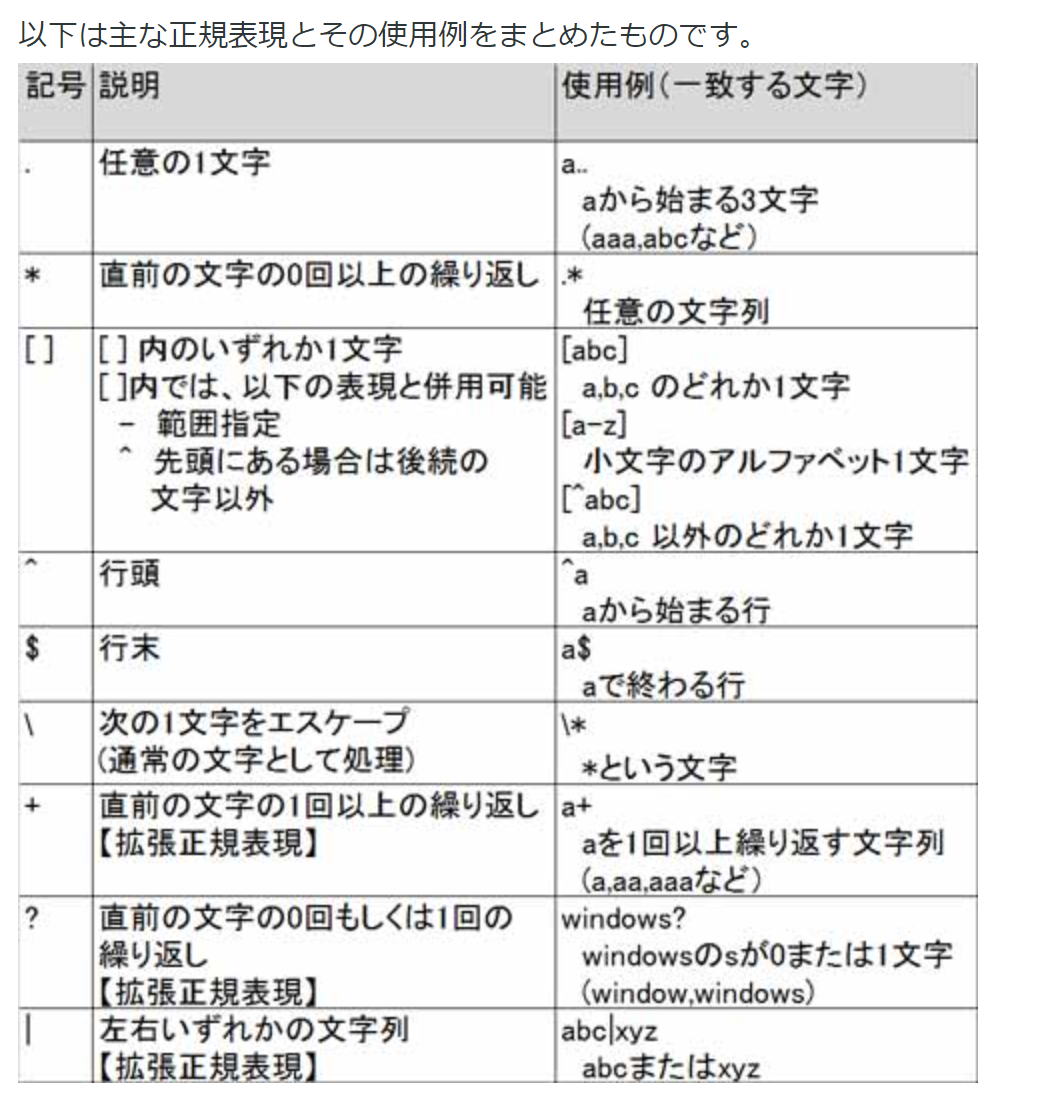 以下は主な正規表現とその使用例をまとめたものです。
記号 説明 使用例(一致する文字)
. 任意の1文字 a..
aから始まる3文字
(aaa,abcなど)
* 直前の文字の0回以上の繰り返し .*
任意の文字列
[ ] [ ] 内のいずれか1文字 [abc]
[ ]内では、以下の表現と併用可能 a,b,c のどれか1文字
- 範囲指定 [a-z]
^ 先頭にある場合は後続の 小文字のアルファベット1文字
文字以外 [^abc]
a,b,c 以外のどれか1文字
^ 行頭 ^a
aから始まる行
$ 行末 a$
aで終わる行
\ 次の1文字をエスケープ \*
(通常の文字として処理) *という文字
+ 直前の文字の1回以上の繰り返し a+
【拡張正規表現】 aを1回以上繰り返す文字列
(a,aa,aaaなど)
? 直前の文字の0回もしくは1回の windows?
繰り返し windowsのsが0または1文字
【拡張正規表現】 (window,windows)
| 左右いずれかの文字列 abc|xyz
【拡張正規表現】 abcまたはxyz